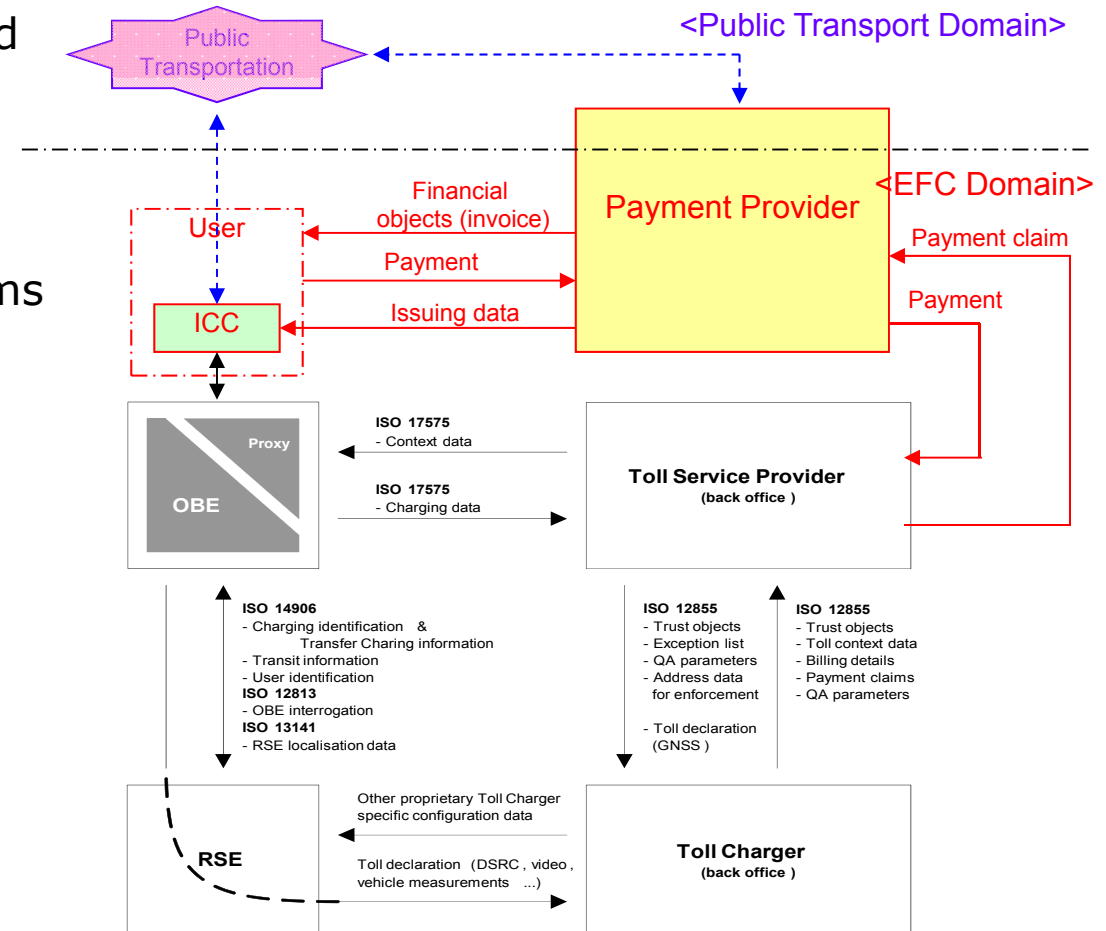 d
Public
Transportation
<Public Transport Domain>
<EFC Domain>
ms
User
ICC
Financial
objects (invoice)
Payment
Issuing data
Payment Provider
Payment claim
Payment
Proxy
OBE
ISO 17575
- Context data
ISO 17575
- Charging data
Toll Service Provider
(back office )
ISO 14906
- Charging identification &
Transfer Charing information
- Transit information
- User identification
ISO 12813
- OBE interrogation
ISO 13141
- RSE localisation data
ISO 12855
- Trust objects
- Exception list
- QA parameters
- Address data
for enforcement
- Toll declaration
(GNSS )
ISO 12855
- Trust objects
- Toll context data
- Billing details
- Payment claims
- QA parameters
RSE
Other proprietary Toll Charger
specific configuration data
Toll declaration (DSRC , video ,
vehicle measurements ...)
Toll Charger
(back office )